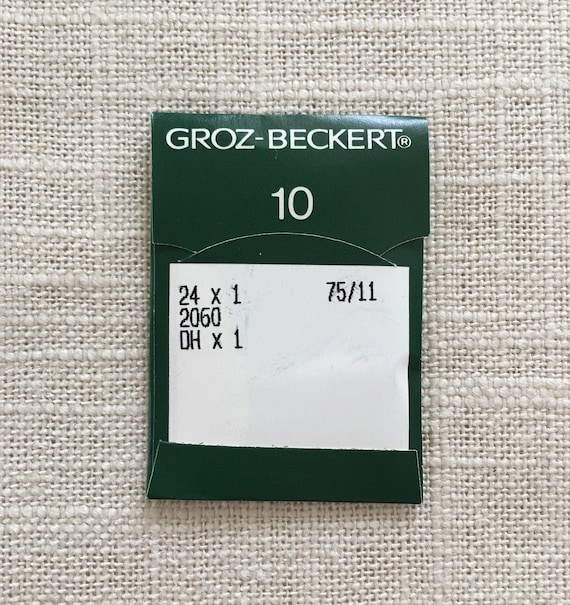 GROZ-BECKERT®
10
24 x 1 75/11
2060
DH x 1